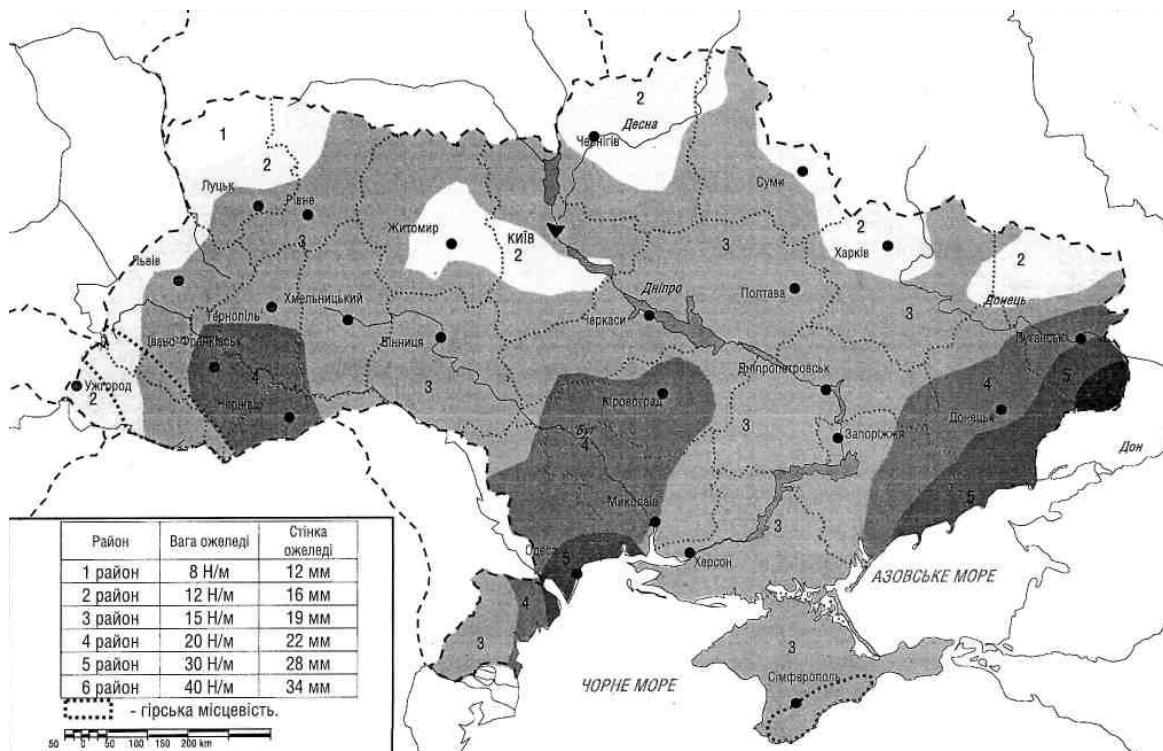 2
Десна
Чернігів
1
2
Суми
Луцьк
Рівне
3
Житомир
КИЇВ
2
3
2
Харків
2
Львів
Дніпро
Полтава
Донець
Хмельницький
Тернопіль
Черкаси
3
Івано-Франківськ
Вінниця
Луганськ
Ужгород
2
4
3
Дніпропетровськ
4
5
Чернівці
Кіровоград
Донецьк
3
Буг
4
Запоріжжя
Дон
Миколаїв
5
3
Одеса
5
Херсон
АЗОВСЬКЕ МОРЕ
4
3
3
Сімферополь
ЧОРНЕ МОРЕ
Район Вага ожеледі Стінка ожеледі
1 район 8 Н/м 12 мм
2 район 12 Н/м 16 мм
3 район 15 Н/м 19 мм
4 район 20 Н/м 22 мм
5 район 30 Н/м 28 мм
6 район 40 Н/м 34 мм
- гірська місцевість.
50 0 50 100 150 200 km